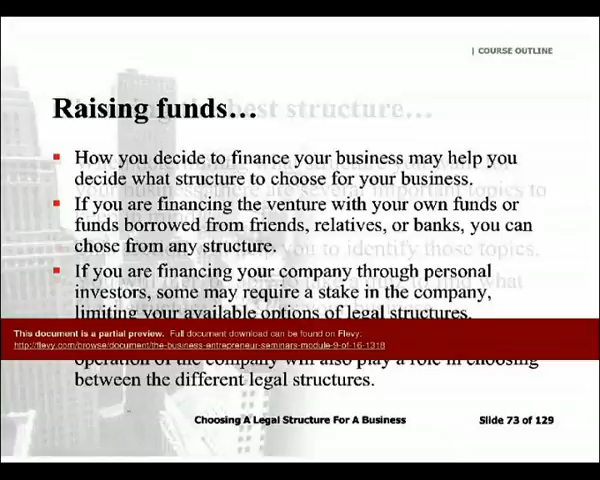 | COURSE OUTLINE
Raising funds… best structure…
How you decide to finance your business may help you
decide what structure to choose for your business.
If you are financing the venture with your own funds or
funds borrowed from friends, relatives, or banks, you can
chose from any structure.
If you are financing your company through personal
investors, some may require a stake in the company,
limiting your available options of legal structures.
This document is a partial preview. Full document download can be found on Flevy:
http://flevy.com/browse/document/the-business-entrepreneur-seminars-module-9-of-16-1318
operation of the company will also play a role in choosing
between the different legal structures.
Choosing A Legal Structure For A Business
Slide 73 of 129